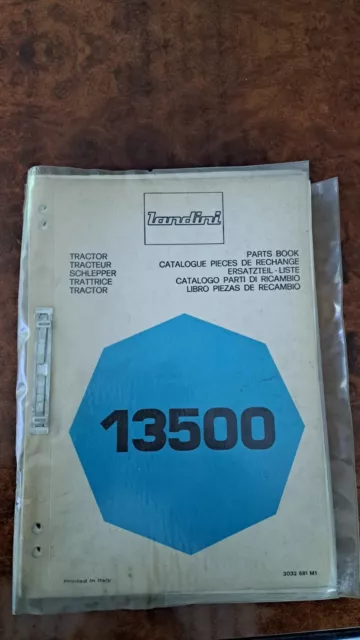 landini
TRACTOR
TRACTEUR
SCHLEPPER
TRATTRICE
TRACTOR
PARTS BOOK
CATALOGUE PIECES DE RECHANGE
ERSATZTEIL - LISTE
CATALOGO PARTI DI RICAMBIO
LIBRO PIEZAS DE RECAMBIO
13500
Printed in Italy
3032 681 M1